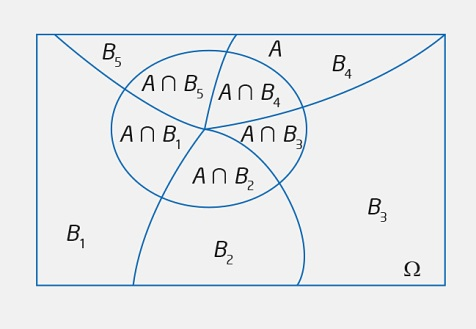 B₅ A B₄
A ∩ B₅ A ∩ B₄
A ∩ B₁ A ∩ B₃
A ∩ B₂
B₃
B₁ B₂
Ω